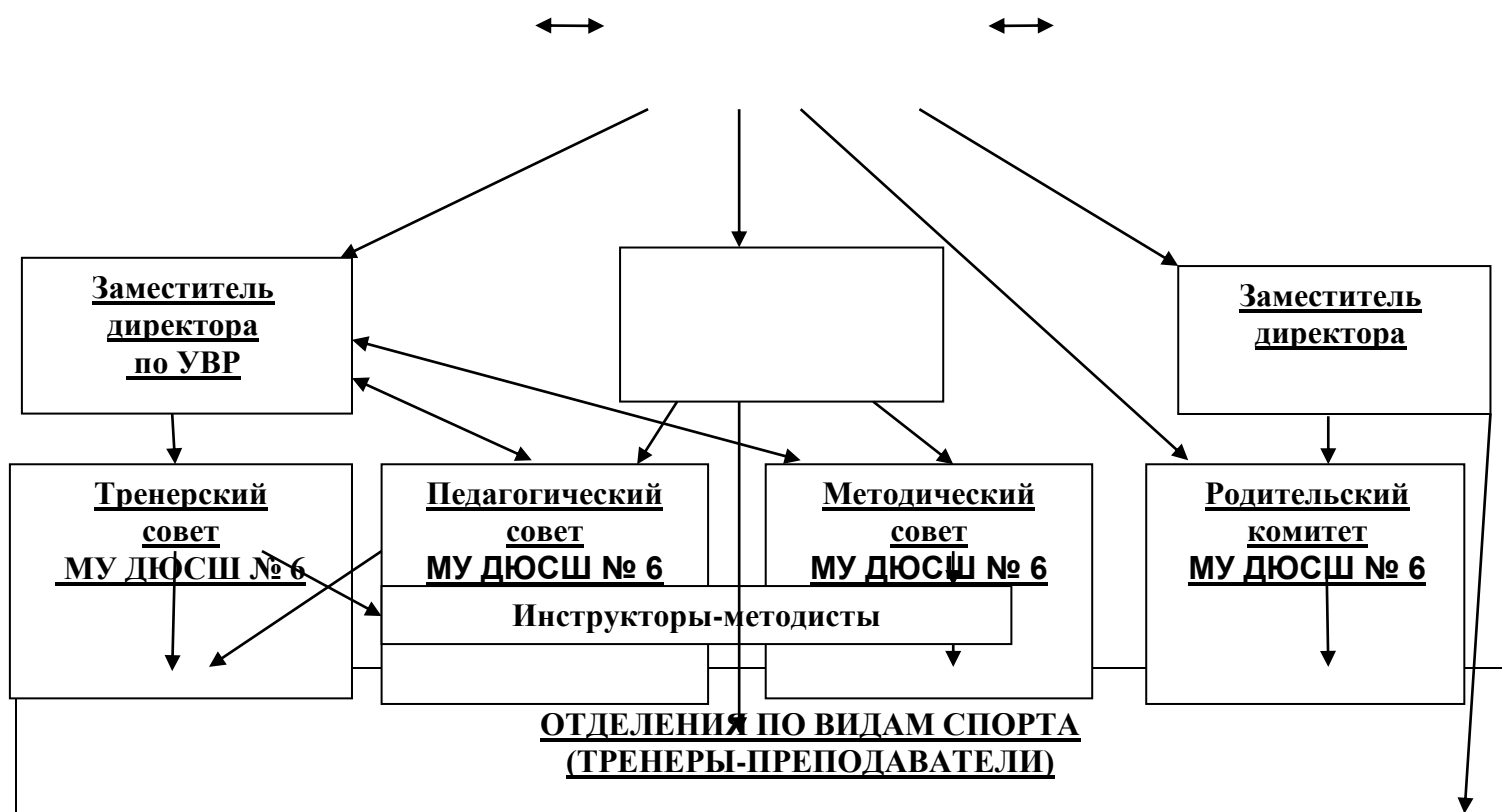 Заместитель
директора
по УВР
Заместитель
директора
Тренерский
совет
МУ ДЮСШ № 6
Педагогический
совет
МУ ДЮСШ № 6
Методический
совет
МУ ДЮСШ № 6
Родительский
комитет
МУ ДЮСШ № 6
Инструкторы-методисты
ОТДЕЛЕНИЯ ПО ВИДАМ СПОРТА
(ТРЕНЕРЫ-ПРЕПОДАВАТЕЛИ)